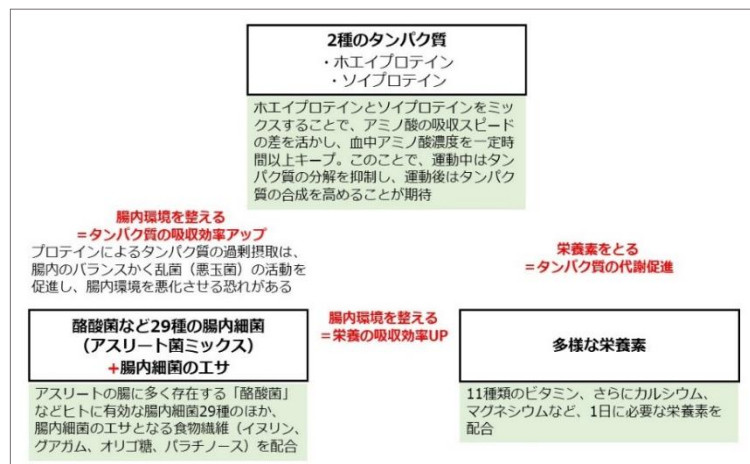 2種のタンパク質
・ホエイプロテイン
・ソイプロテイン
ホエイプロテインとソイプロテインをミッ
クスすることで、アミノ酸の吸収スピード
の差を活かし、血中アミノ酸濃度を一定時
間以上キープ。このことで、運動中はタン
パク質の分解を抑制し、運動後はタンパク
質の合成を高めることが期待
腸内環境を整える
＝タンパク質の吸収効率アップ
プロテインによるタンパク質の過剰摂取は、
腸内のバランスかく乱菌（悪玉菌）の活動を
促進し、腸内環境を悪化させる恐れがある
栄養素をとる
＝タンパク質の代謝促進
酪酸菌など29種の腸内細菌
（アスリート菌ミックス）
+腸内細菌のエサ
腸内環境を整える
＝栄養の吸収効率UP
多様な栄養素
アスリートの腸に多く存在する「酪酸菌」
などヒトに有効な腸内細菌29種のほか、
腸内細菌のエサとなる食物繊維（イヌリン、
グアガム、オリゴ糖、パラチノース）を配合
11種類のビタミン、さらにカルシウム、
マグネシウムなど、1日に必要な栄養素を
配合